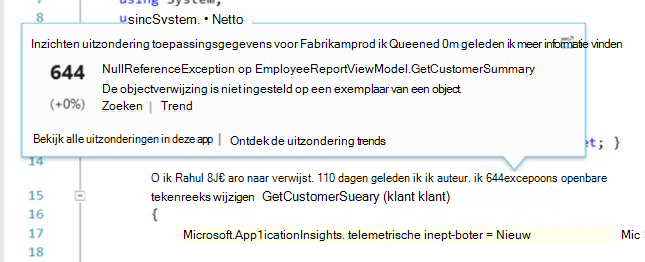 using System;
8 usincSvstem. • Netto
Inzichten uitzondering toepassingsgegevens voor Fabrikamprod ik Queened 0m geleden ik meer informatie vinden
644 NullReferenceException op EmployeeReportViewModel.GetCustomerSummary
De objectverwijzing is niet ingesteld op een exemplaar van een object.
(+0%) Zoeken | Trend
Bekijk alle uitzonderingen in deze app | Ontdek de uitzondering trends
et; }
14
O ik Rahul 8J€ aro naar verwijst. 110 dagen geleden ik ik auteur. ik 644excepoons openbare
15 tekenreeks wijzigen GetCustomerSueary (klant klant)
16 {
17 Microsoft.App1icationInsights. telemetrische inept-boter = Nieuw Mic
18